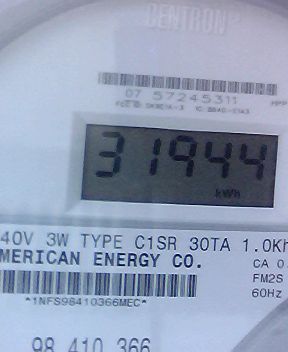 CENTRON
07 57245311
31944
kWh
40V 3W TYPE C1SR 30TA 1.0Kh
MERICAN ENERGY CO.
CA 0.
FM2S
*1NFS98410366MEC*
60Hz
98 410 366